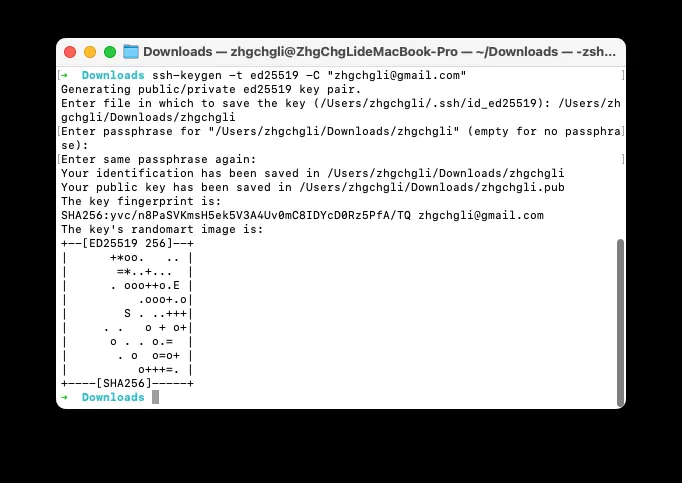 Downloads — zhgchgli@ZhgChgLideMacBook-Pro — ~/Downloads — -zsh...
[➜  Downloads ssh-keygen -t ed25519 -C "zhgchgli@gmail.com"                      ]
Generating public/private ed25519 key pair.
Enter file in which to save the key (/Users/zhgchgli/.ssh/id_ed25519): /Users/zh
gchgli/Downloads/zhgchgli
[Enter passphrase for "/Users/zhgchgli/Downloads/zhgchgli" (empty for no passphra]
se):
[Enter same passphrase again:                                                   ]
Your identification has been saved in /Users/zhgchgli/Downloads/zhgchgli
Your public key has been saved in /Users/zhgchgli/Downloads/zhgchgli.pub
The key fingerprint is:
SHA256:yvc/n8PaSVKmsH5ek5V3A4Uv0mC8IDYcD0Rz5PfA/TQ zhgchgli@gmail.com
The key's randomart image is:
+--[ED25519 256]--+
|      +*oo.   .. |
|       =*..+...  |
|      . ooo++o.E |
|          .ooo+.o|
|        S . ..+++|
|     . .   o + o+|
|      o . . o.=  |
|       . o  o=o+ |
|          o+++=. |
+----[SHA256]-----+
➜  Downloads